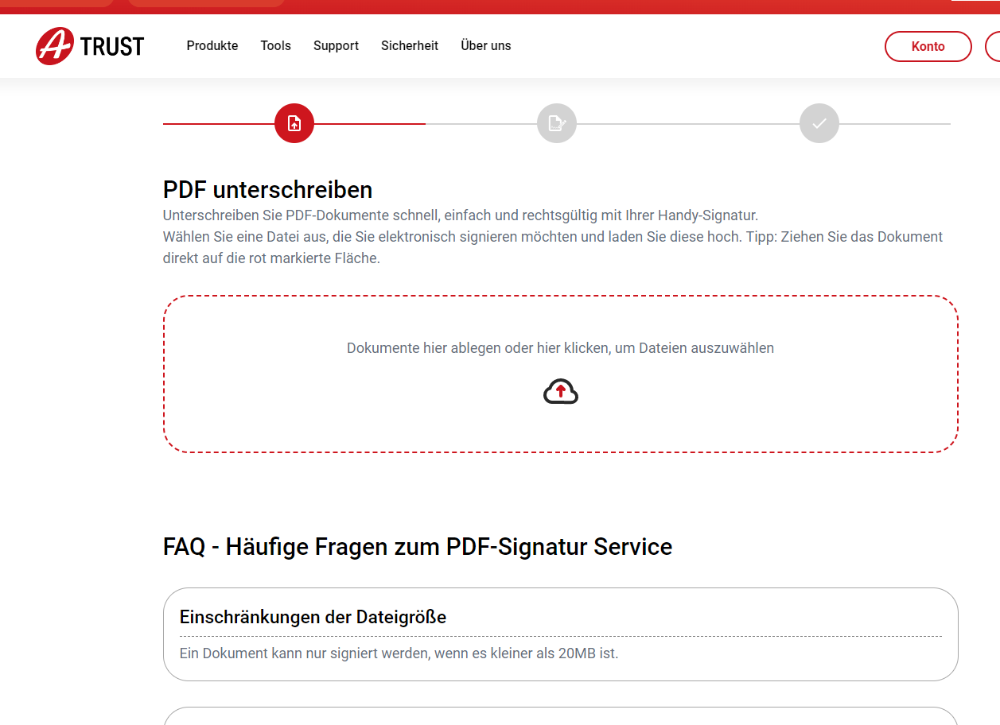 A TRUST
Produkte
Tools
Support
Sicherheit
Über uns
Konto
PDF unterschreiben
Unterschreiben Sie PDF-Dokumente schnell, einfach und rechtsgültig mit Ihrer Handy-Signatur.
Wählen Sie eine Datei aus, die Sie elektronisch signieren möchten und laden Sie diese hoch. Tipp: Ziehen Sie das Dokument
direkt auf die rot markierte Fläche.
Dokumente hier ablegen oder hier klicken, um Dateien auszuwählen
FAQ - Häufige Fragen zum PDF-Signatur Service
Einschränkungen der Dateigröße
Ein Dokument kann nur signiert werden, wenn es kleiner als 20MB ist.